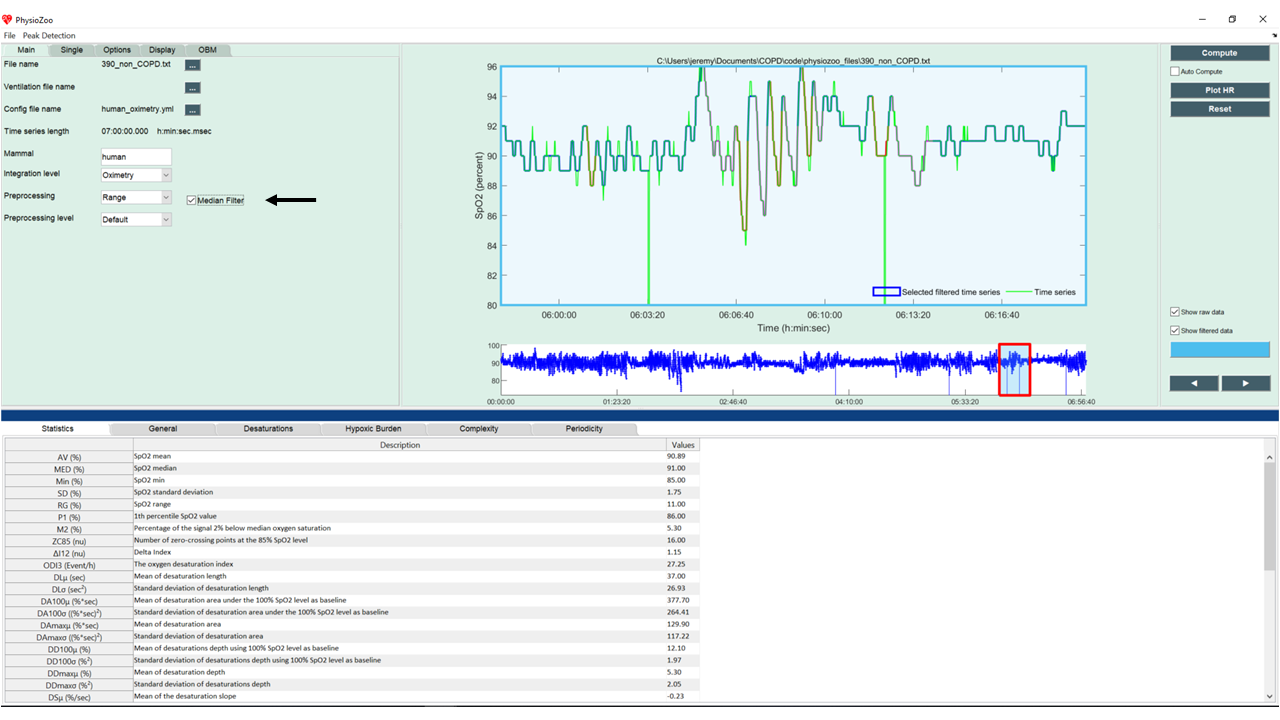 PhysioZoo
File Peak Detection
Main Single Options Display OBM
File name 390_non_COPD.txt ...
Ventilation file name ...
Config file name human_oximetry.yml ...
Time series length 07:00:00.000 h:min:sec.msec
Mammal human
Integration level Oximetry
Preprocessing Range Median Filter
Preprocessing level Default
C:\Users\jeremy\Documents\COPD\code\physiozoo_files\390_non_COPD.txt
96
94
92
90
88
86
84
82
80
SpO2 (percent)
Selected filtered time series Time series
06:00:00 06:03:20 06:06:40 06:10:00 06:13:20 06:16:40
Time (h:min:sec)
100
90
80
00:00:00 01:23:20 02:46:40 04:10:00 05:33:20 06:56:40
Compute
Auto Compute
Plot HR
Reset
Show raw data
Show filtered data
Statistics General Desaturations Hypoxic Burden Complexity Periodicity
Description Values
AV (%) SpO2 mean 90.89
MED (%) SpO2 median 91.00
Min (%) SpO2 min 85.00
SD (%) SpO2 standard deviation 1.75
RG (%) SpO2 range 11.00
P1 (%) 1th percentile SpO2 value 86.00
M2 (%) Percentage of the signal 2% below median oxygen saturation 5.30
ZC85 (nu) Number of zero-crossing points at the 85% SpO2 level 16.00
ΔI12 (nu) Delta Index 1.15
ODI3 (Event/h) The oxygen desaturation index 27.25
DLμ (sec) Mean of desaturation length 37.00
DLσ (sec²) Standard deviation of desaturation length 26.93
DA100μ (%*sec) Mean of desaturation area under the 100% SpO2 level as baseline 377.70
DA100σ ((%*sec)²) Standard deviation of desaturation area under the 100% SpO2 level as baseline 264.41
DAmaxμ (%*sec) Mean of desaturation area 129.90
DAmaxσ ((%*sec)²) Standard deviation of desaturation area 117.22
DD100μ (%) Mean of desaturations depth using 100% SpO2 level as baseline 12.10
DD100σ (%²) Standard deviation of desaturations depth using 100% SpO2 level as baseline 1.97
DDmaxμ (%) Mean of desaturation depth 5.30
DDmaxσ (%²) Standard deviation of desaturations depth 2.05
DSμ (%/sec) Mean of the desaturation slope -0.23